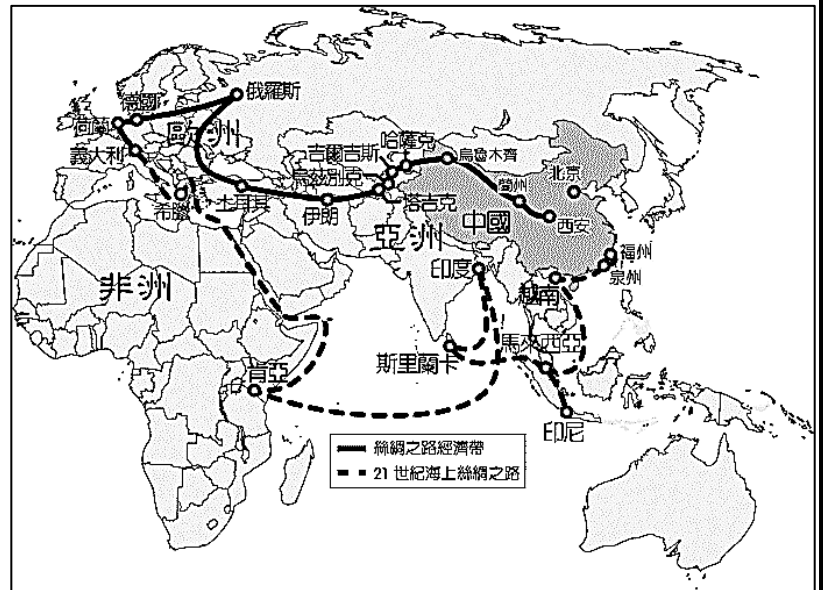 俄羅斯
德國
荷蘭
歐洲
義大利
哈薩克
吉爾吉斯
烏魯木齊
烏茲別克
蘭州
北京
希臘
土耳其
伊朗
塔吉克
西安
亞洲
中國
福州
泉州
印度
越南
非洲
馬來西亞
斯里蘭卡
肯亞
印尼
絲綢之路經濟帶
21 世紀海上絲綢之路